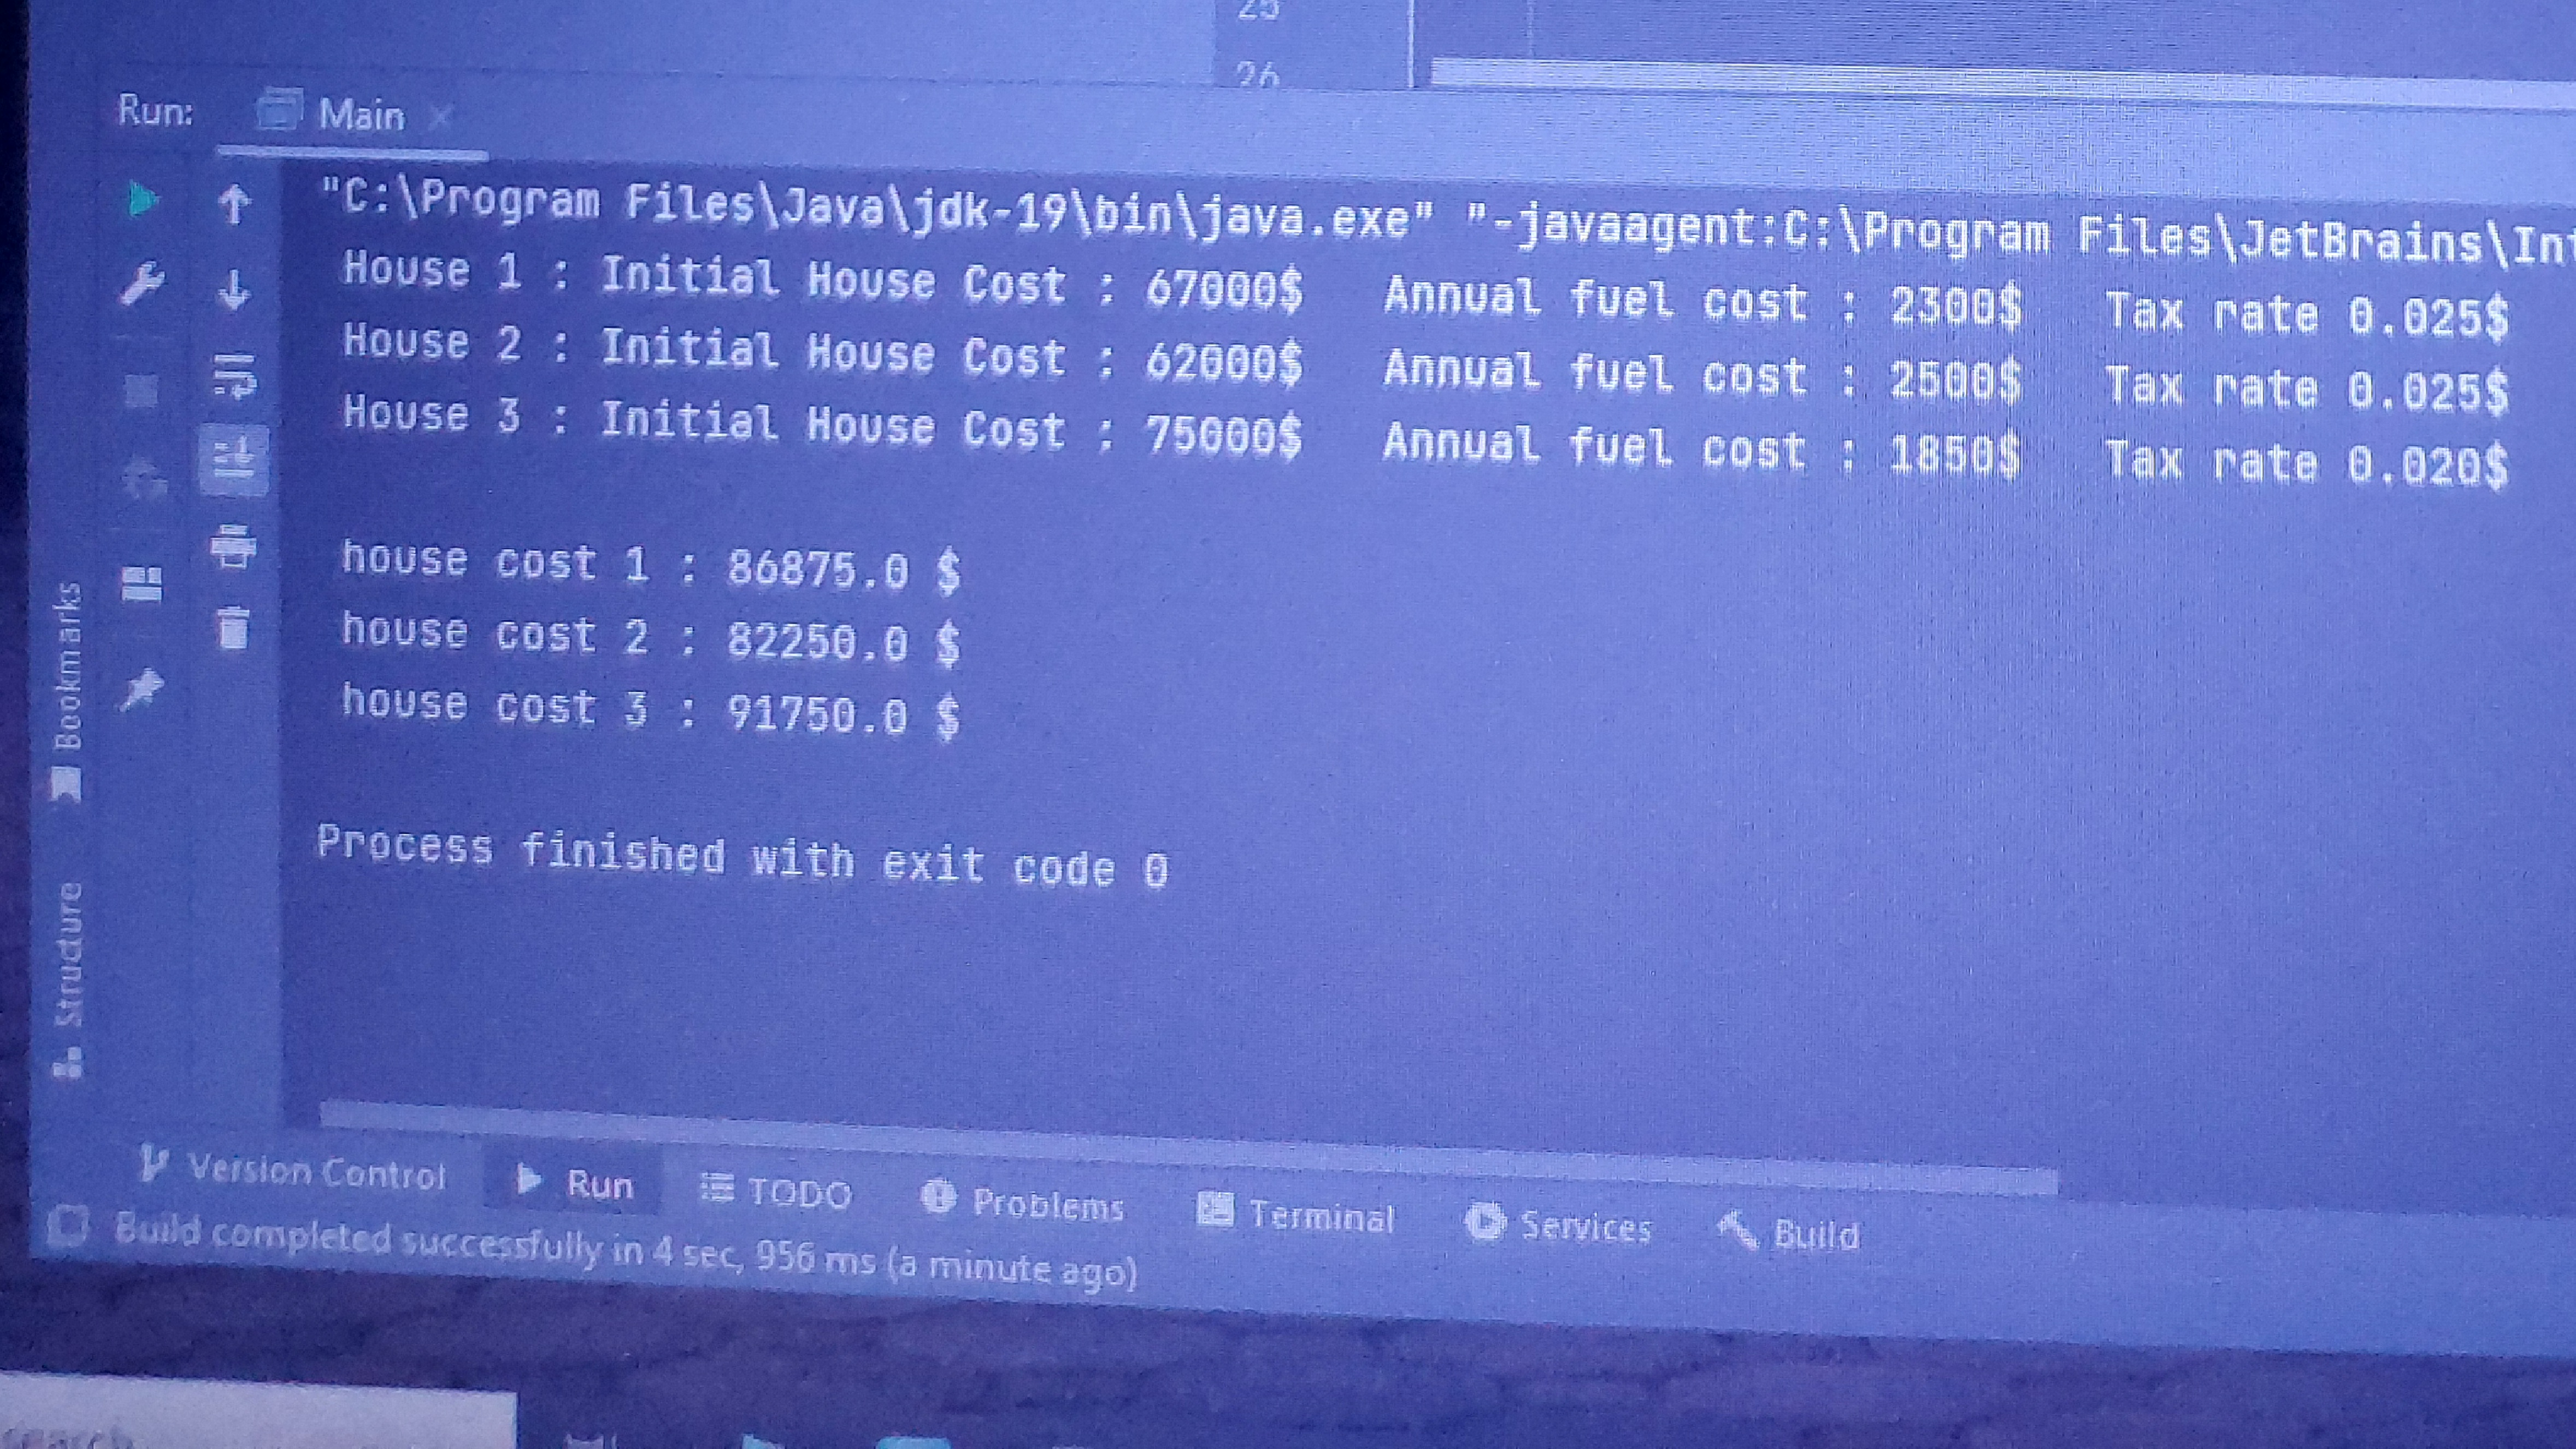 25
26
Run: Main
"C:\Program Files\Java\jdk-19\bin\java.exe" "-javaagent:C:\Program Files\JetBrains\Int
House 1 : Initial House Cost : 67000$ Annual fuel cost : 2300$ Tax rate 0.025$
House 2 : Initial House Cost : 62000$ Annual fuel cost : 2500$ Tax rate 0.025$
House 3 : Initial House Cost : 75000$ Annual fuel cost : 1850$ Tax rate 0.020$
house cost 1 : 86875.0 $
house cost 2 : 82250.0 $
house cost 3 : 91750.0 $
Process finished with exit code 0
Bookmarks
Structure
Version Control Run TODO Problems Terminal Services Build
Build completed successfully in 4 sec, 956 ms (a minute ago)